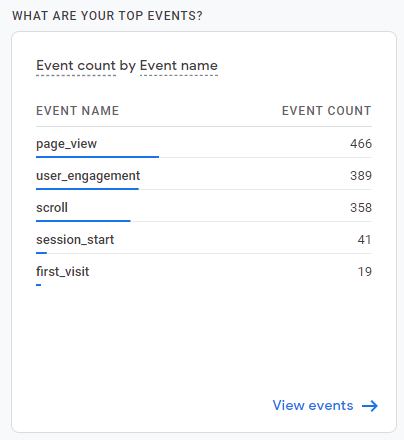 WHAT ARE YOUR TOP EVENTS?
Event count by Event name
EVENT NAME EVENT COUNT
page_view 466
user_engagement 389
scroll 358
session_start 41
first_visit 19
View events